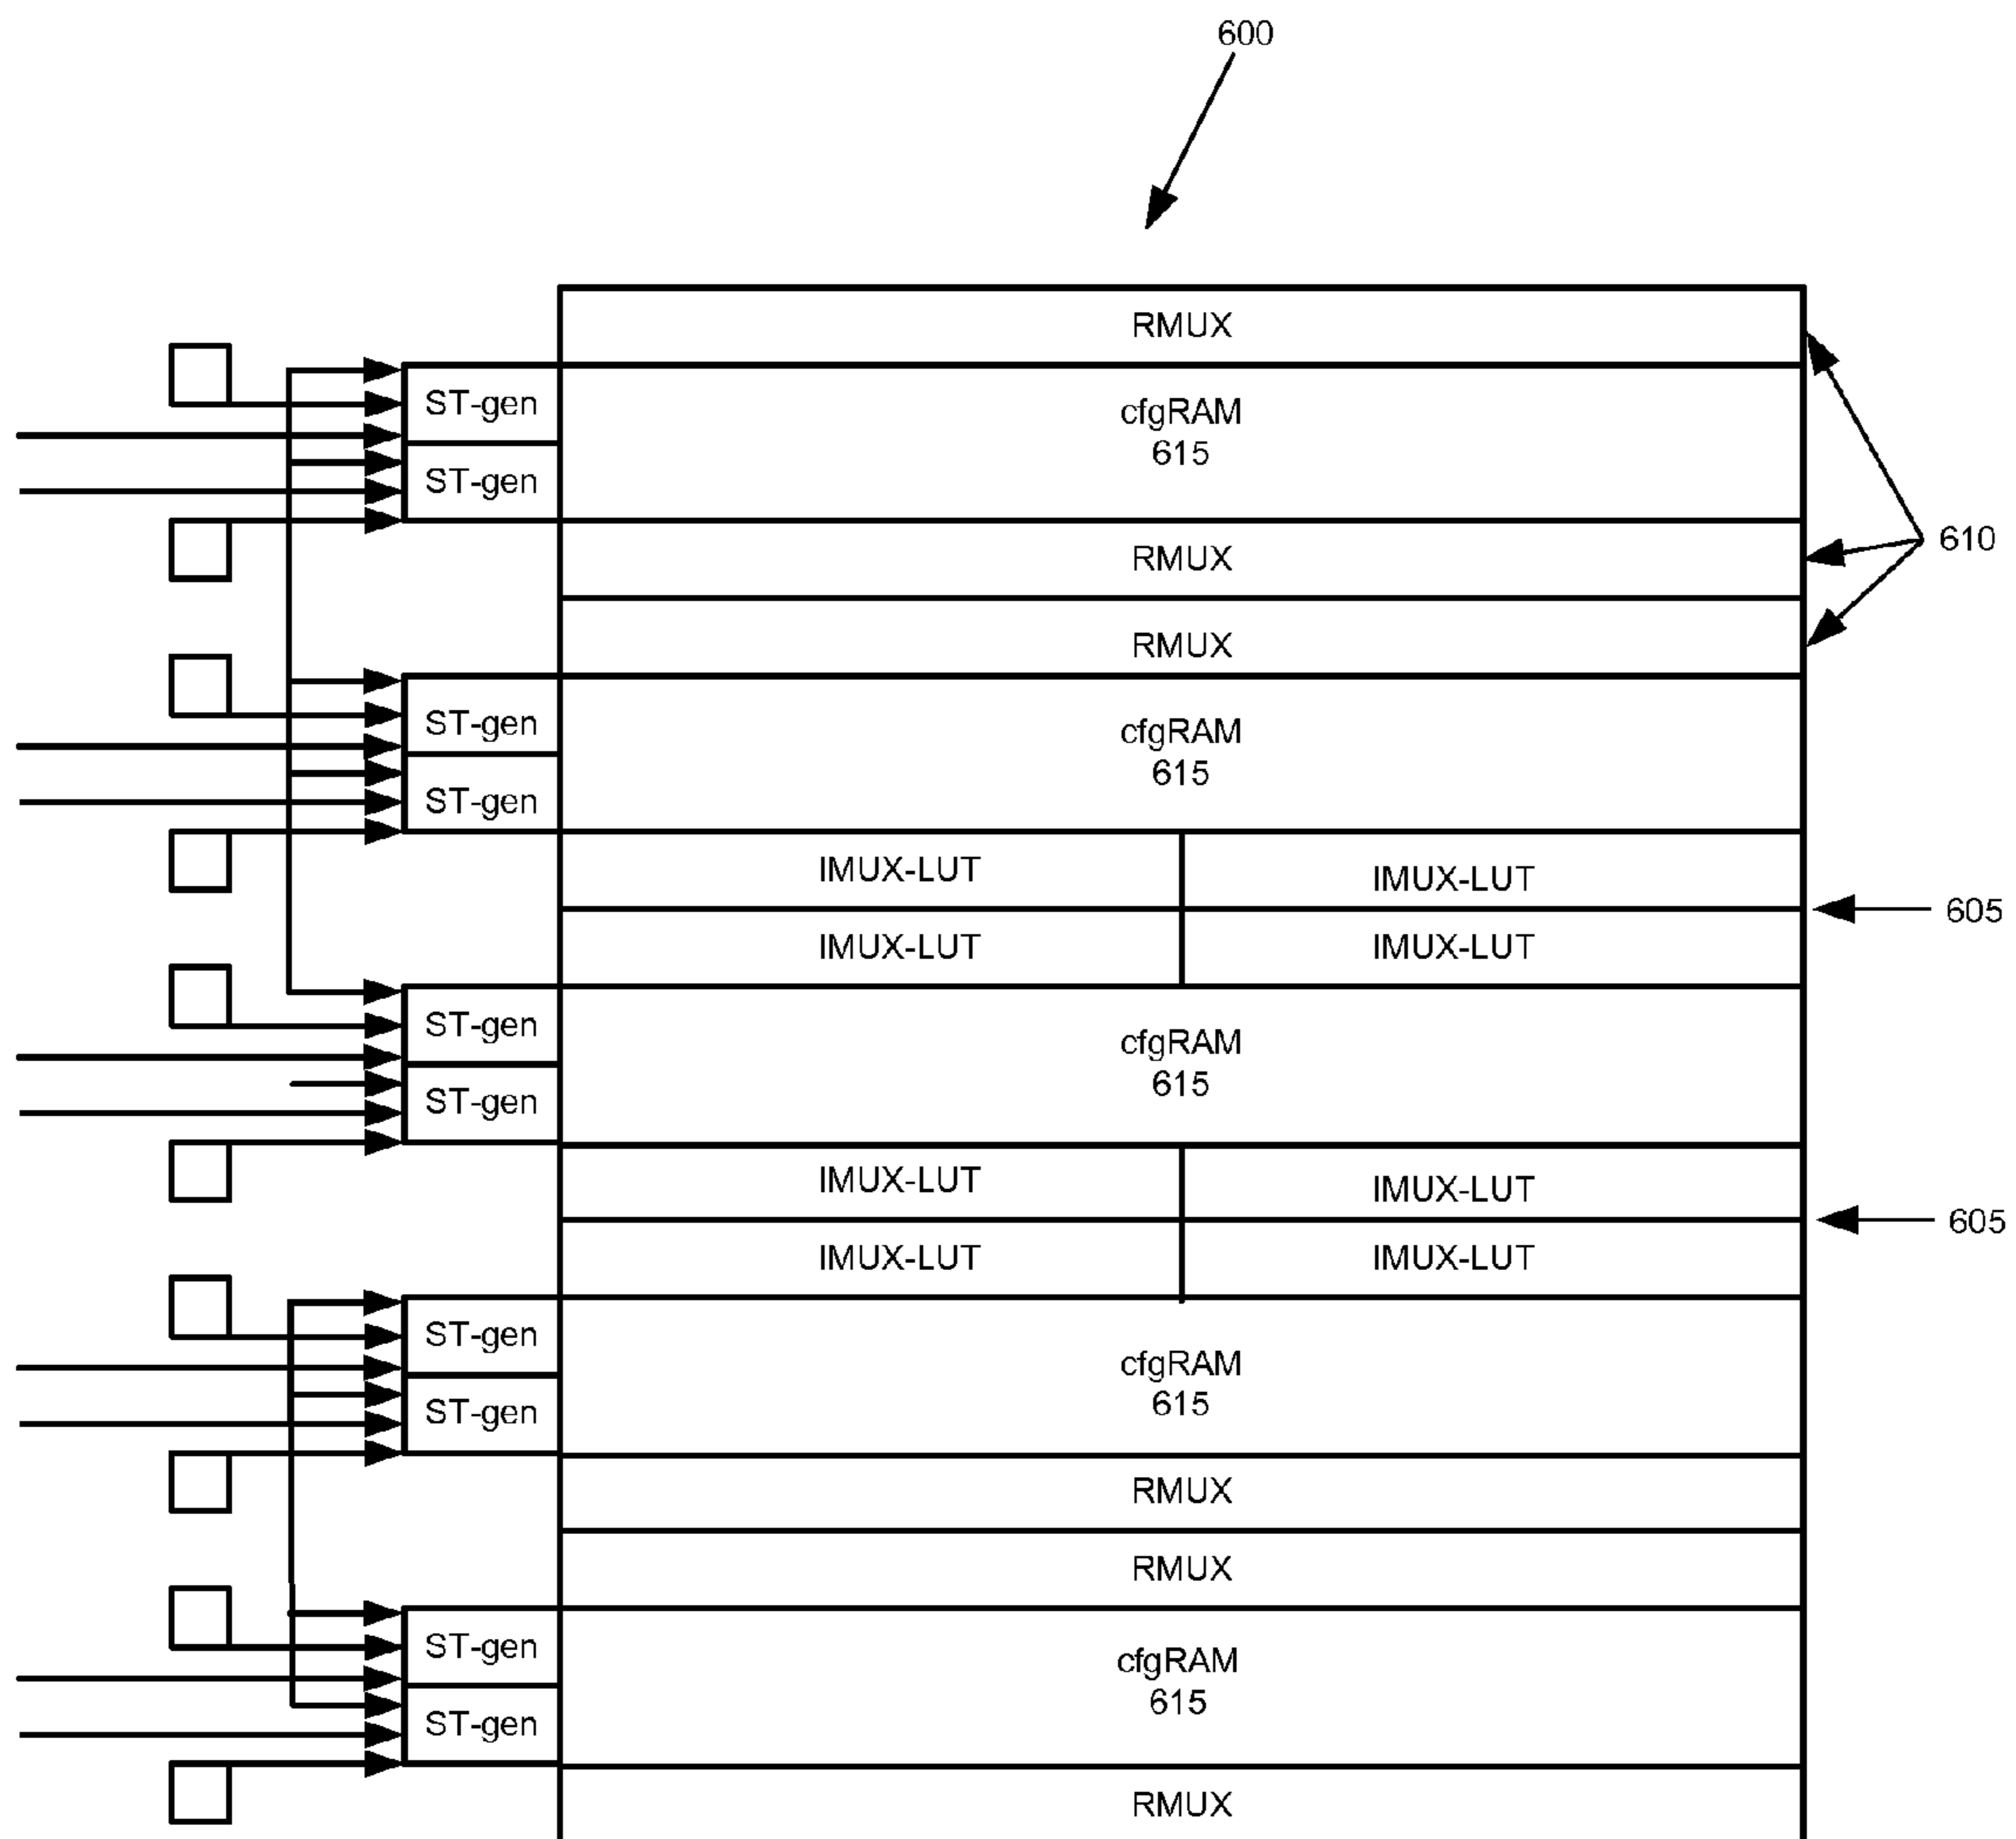 600
RMUX
ST-gen
cfgRAM
615
ST-gen
RMUX
610
RMUX
ST-gen
cfgRAM
615
ST-gen
IMUX-LUT
IMUX-LUT
605
IMUX-LUT
IMUX-LUT
ST-gen
cfgRAM
615
ST-gen
IMUX-LUT
IMUX-LUT
605
IMUX-LUT
IMUX-LUT
ST-gen
cfgRAM
615
ST-gen
RMUX
RMUX
ST-gen
cfgRAM
615
ST-gen
RMUX